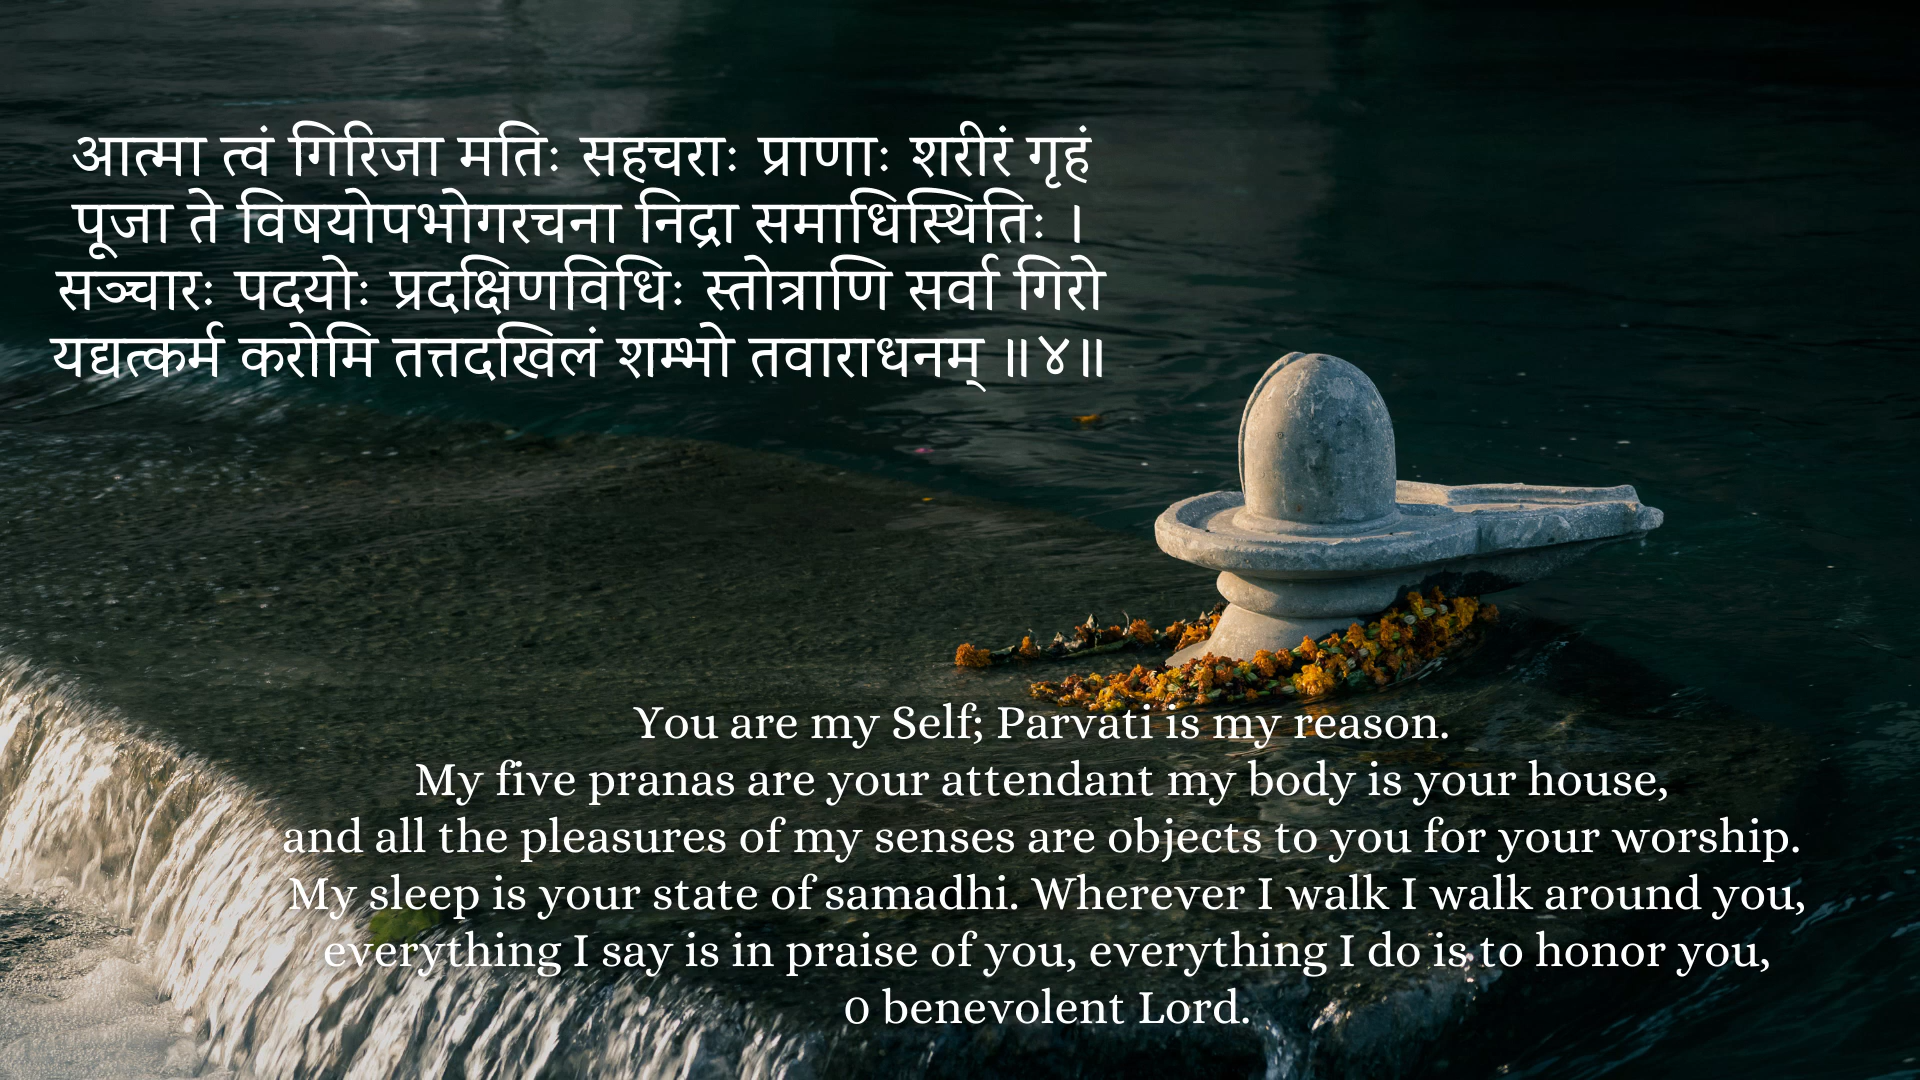 आत्मा त्वं गिरिजा मतिः सहचराः प्राणाः शरीरं गृहं
पूजा ते विषयोपभोगरचना निद्रा समाधिस्थितिः ।
सञ्चारः पदयोः प्रदक्षिणविधिः स्तोत्राणि सर्वा गिरो
यद्यत्कर्म करोमि तत्तदखिलं शम्भो तवाराधनम् ॥४॥
You are my Self; Parvati is my reason.
My five pranas are your attendant my body is your house,
and all the pleasures of my senses are objects to you for your worship.
My sleep is your state of samadhi. Wherever I walk I walk around you,
everything I say is in praise of you, everything I do is to honor you,
0 benevolent Lord.